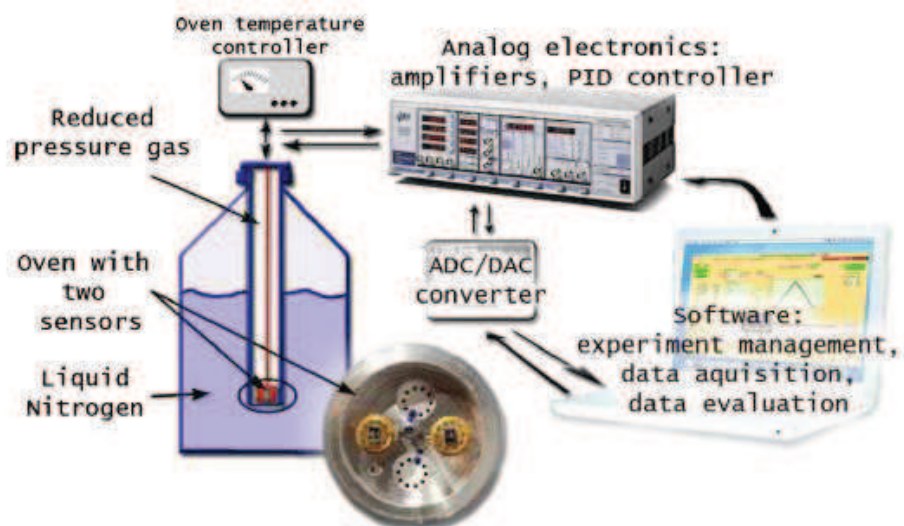 Oven temperature
controller
Analog electronics:
amplifiers, PID controller
Reduced
pressure gas
Oven with
two
sensors
ADC/DAC
converter
Software:
experiment management,
data aquisition,
data evaluation
Liquid
Nitrogen